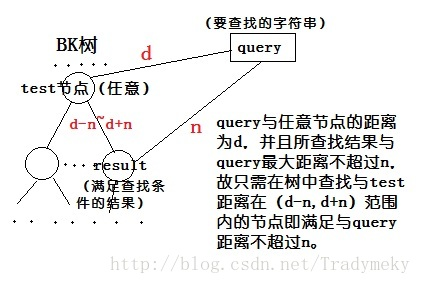 (要查找的字符串)
BK树
d
query
test节点(任意)
n
d-n~d+n
result
(满足查找条
件的结果)
query与任意节点的距离
为d，并且所查找结果与
query最大距离不超过n，
故只需在树中查找与test
距离在（d-n,d+n）范围
内的节点即满足与query
距离不超过n。
http://blog.csdn.net/Tradymeky